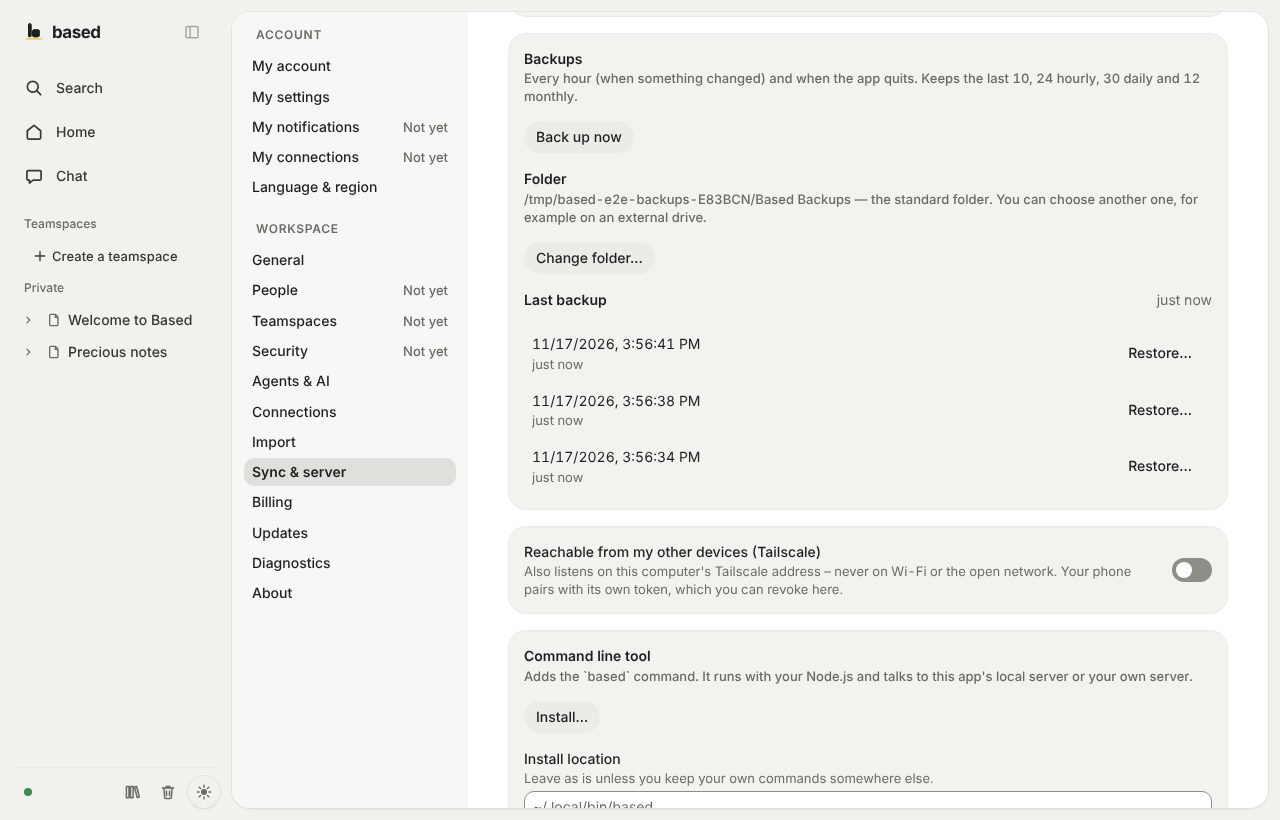 based
Search
Home
Chat
Teamspaces
Create a teamspace
Private
Welcome to Based
Precious notes
ACCOUNT
My account
My settings
My notifications Not yet
My connections Not yet
Language & region
WORKSPACE
General
People Not yet
Teamspaces Not yet
Security Not yet
Agents & AI
Connections
Import
Sync & server
Billing
Updates
Diagnostics
About
Backups
Every hour (when something changed) and when the app quits. Keeps the last 10, 24 hourly, 30 daily and 12
monthly.
Back up now
Folder
/tmp/based-e2e-backups-E83BCN/Based Backups — the standard folder. You can choose another one, for
example on an external drive.
Change folder…
Last backup just now
11/17/2026, 3:56:41 PM
just now
Restore…
11/17/2026, 3:56:38 PM
just now
Restore…
11/17/2026, 3:56:34 PM
just now
Restore…
Reachable from my other devices (Tailscale)
Also listens on this computer's Tailscale address – never on Wi-Fi or the open network. Your phone
pairs with its own token, which you can revoke here.
Command line tool
Adds the `based` command. It runs with your Node.js and talks to this app's local server or your own server.
Install…
Install location
Leave as is unless you keep your own commands somewhere else.
~/.local/bin/based